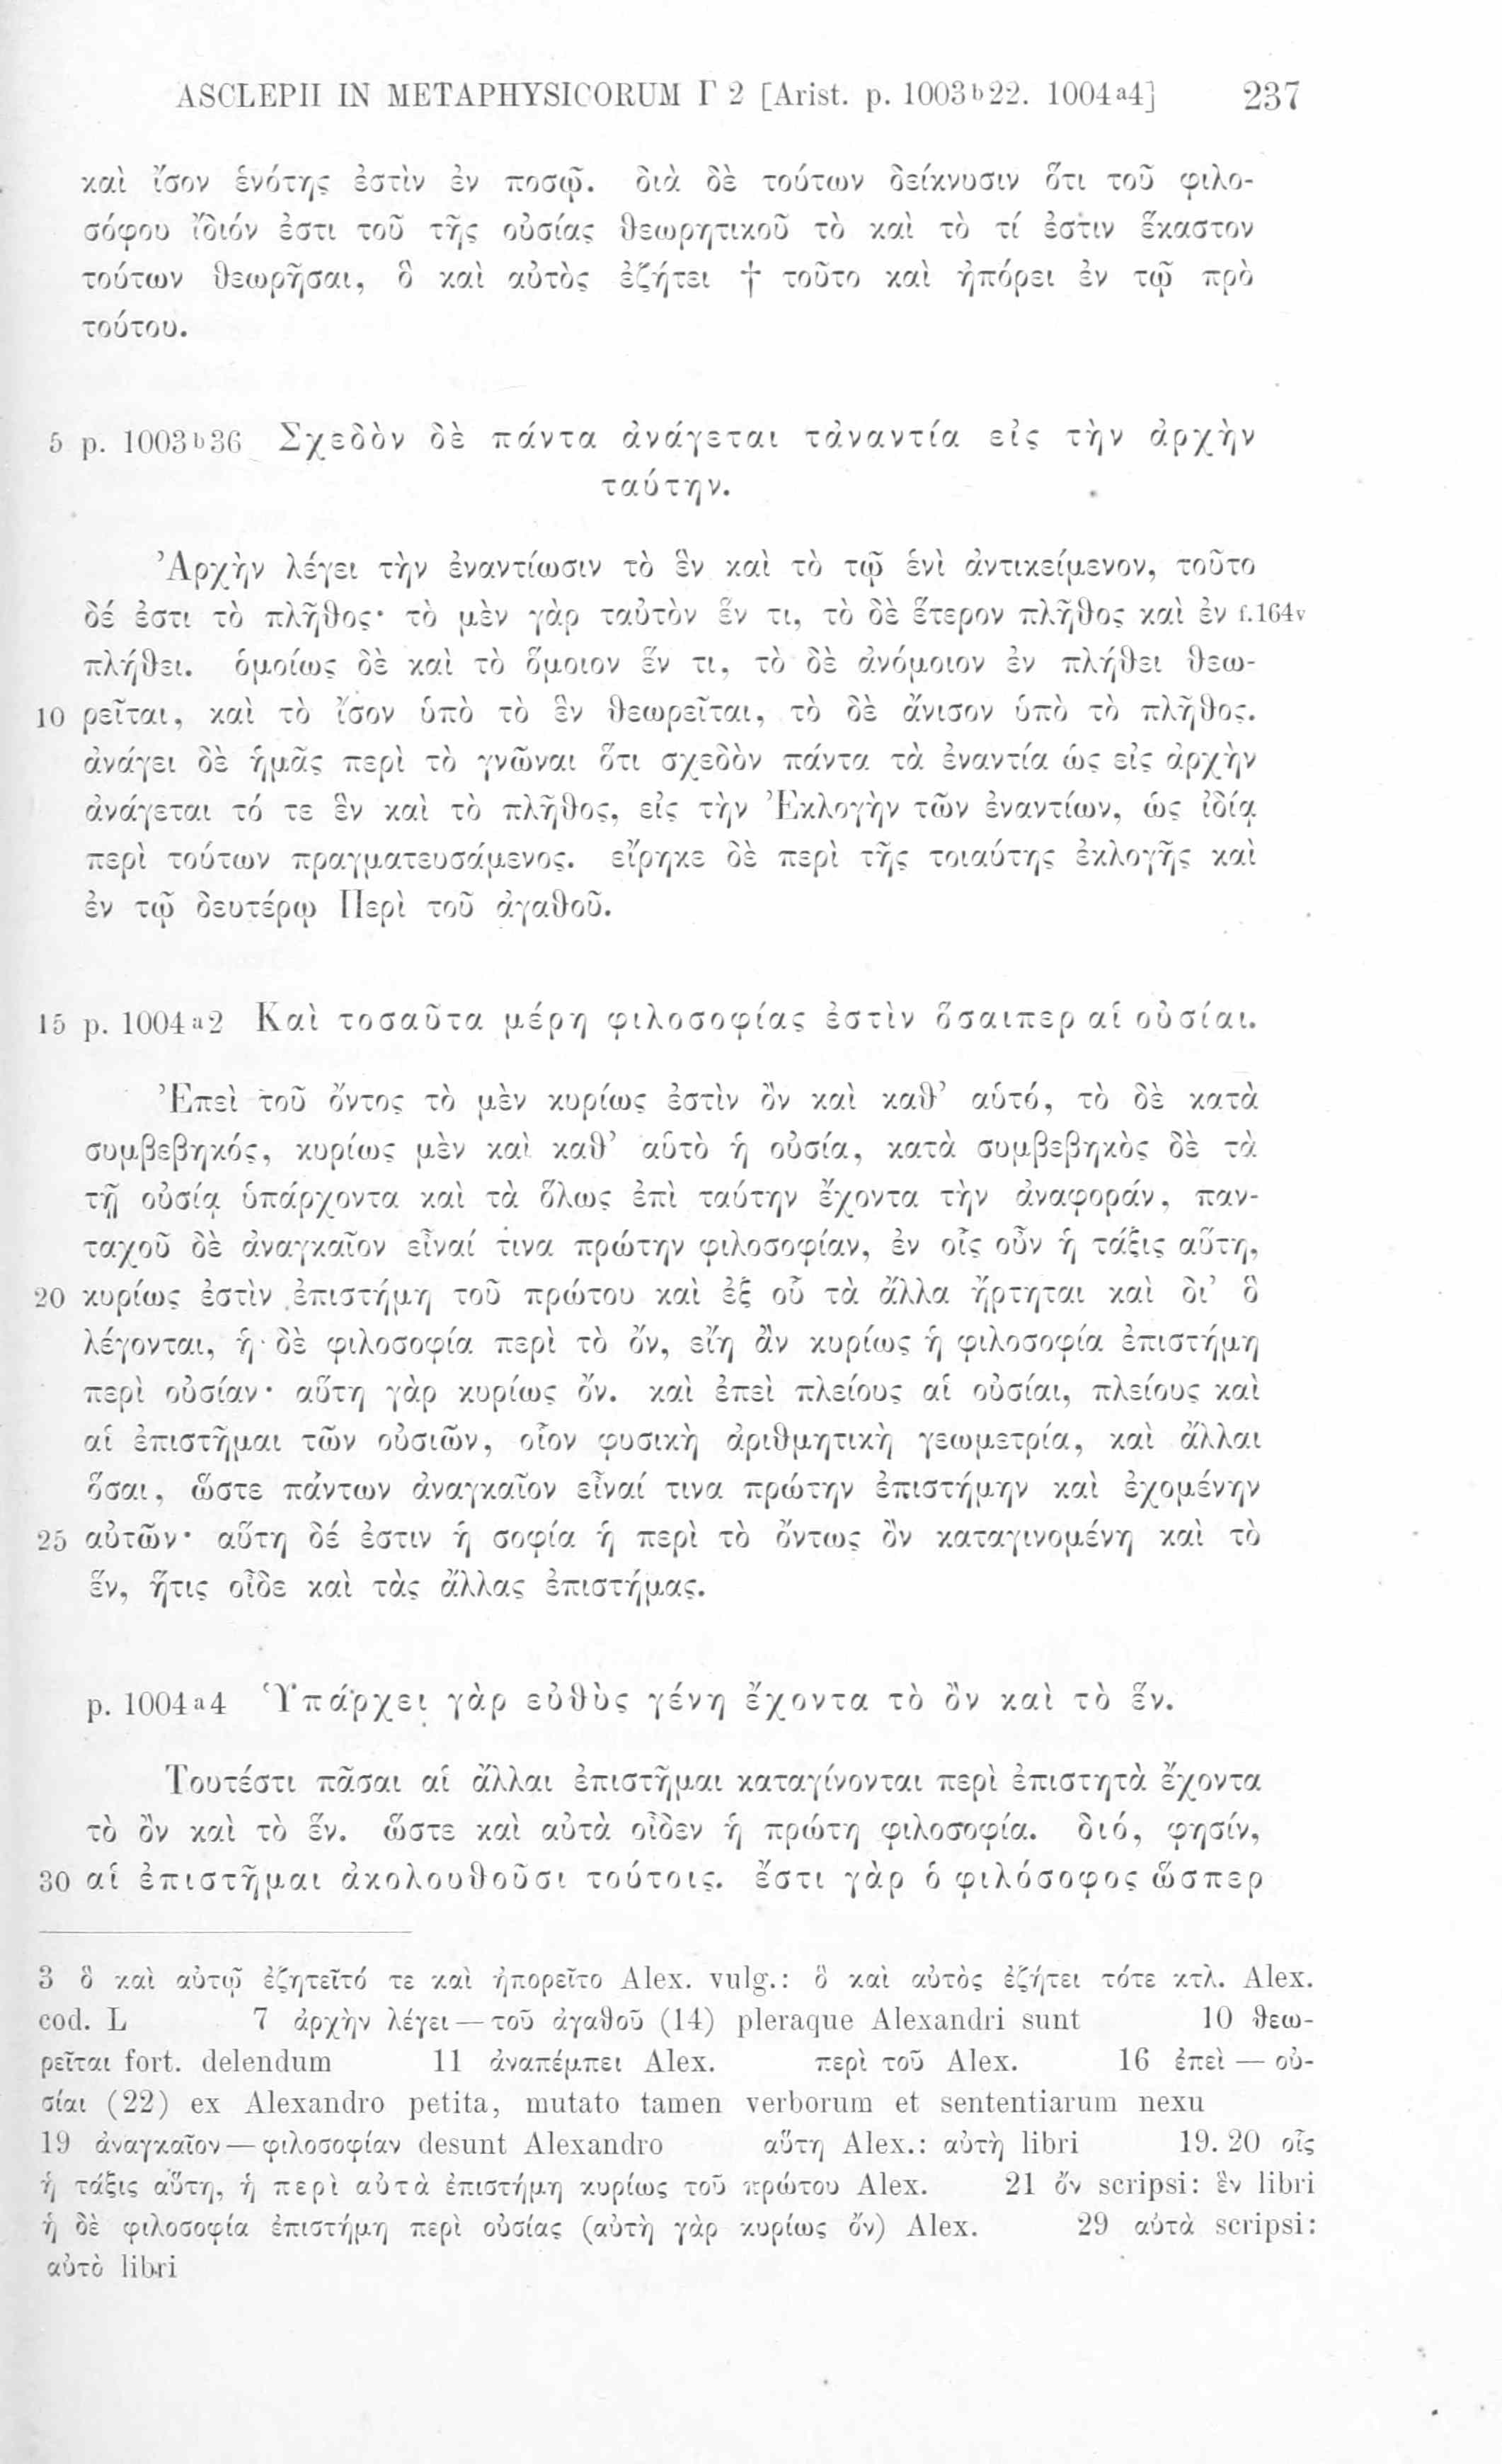 ASCLEPII IN METAPHYSICORUM Γ 2 [Arist. p. 1003b22. 1004a4] 237
καὶ ἴσον ἑνότης ἐστὶν ἐν ποσῷ. διὰ δὲ τούτων δείκνυσιν ὅτι τοῦ φιλο-
σόφου ἴδιόν ἐστι τοῦ τῆς οὐσίας θεωρητικοῦ τὸ καὶ τὸ τί ἐστιν ἕκαστον
τούτων θεωρῆσαι, ὃ καὶ αὐτὸς ἐζήτει † τοῦτο καὶ ἠπόρει ἐν τῷ πρὸ
τούτου.
5 p. 1003b36 Σχεδὸν δὲ πάντα ἀνάγεται τἀναντία εἰς τὴν ἀρχὴν
ταύτην.
Ἀρχὴν λέγει τὴν ἐναντίωσιν τὸ ἓν καὶ τὸ τῷ ἑνὶ ἀντικείμενον, τοῦτο
δέ ἐστι τὸ πλῆθος· τὸ μὲν γὰρ ταὐτὸν ἕν τι, τὸ δὲ ἕτερον πλῆθος καὶ ἐν f.164v
πλήθει. ὁμοίως δὲ καὶ τὸ ὅμοιον ἕν τι, τὸ δὲ ἀνόμοιον ἐν πλήθει θεω-
10 ρεῖται, καὶ τὸ ἴσον ὑπὸ τὸ ἓν θεωρεῖται, τὸ δὲ ἄνισον ὑπὸ τὸ πλῆθος.
ἀνάγει δὲ ἡμᾶς περὶ τὸ γνῶναι ὅτι σχεδὸν πάντα τὰ ἐναντία ὡς εἰς ἀρχὴν
ἀνάγεται τό τε ἓν καὶ τὸ πλῆθος, εἰς τὴν Ἐκλογὴν τῶν ἐναντίων, ὡς ἰδίᾳ
περὶ τούτων πραγματευσάμενος. εἴρηκε δὲ περὶ τῆς τοιαύτης ἐκλογῆς καὶ
ἐν τῷ δευτέρῳ Περὶ τοῦ ἀγαθοῦ.
15 p. 1004a2 Καὶ τοσαῦτα μέρη φιλοσοφίας ἐστὶν ὅσαιπερ αἱ οὐσίαι.
Ἐπεὶ τοῦ ὄντος τὸ μὲν κυρίως ἐστὶν ὂν καὶ καθ’ αὑτό, τὸ δὲ κατὰ
συμβεβηκός, κυρίως μὲν καὶ καθ’ αὑτὸ ἡ οὐσία, κατὰ συμβεβηκὸς δὲ τὰ
τῇ οὐσίᾳ ὑπάρχοντα καὶ τὰ ὅλως ἐπὶ ταύτην ἔχοντα τὴν ἀναφοράν, παν-
ταχοῦ δὲ ἀναγκαῖον εἶναί τινα πρώτην φιλοσοφίαν, ἐν οἷς οὖν ἡ τάξις αὕτη,
20 κυρίως ἐστὶν ἐπιστήμη τοῦ πρώτου καὶ ἐξ οὗ τὰ ἄλλα ἤρτηται καὶ δι’ ὃ
λέγονται, ἡ δὲ φιλοσοφία περὶ τὸ ὄν, εἴη ἂν κυρίως ἡ φιλοσοφία ἐπιστήμη
περὶ οὐσίαν· αὕτη γὰρ κυρίως ὄν. καὶ ἐπεὶ πλείους αἱ οὐσίαι, πλείους καὶ
αἱ ἐπιστῆμαι τῶν οὐσιῶν, οἷον φυσικὴ ἀριθμητικὴ γεωμετρία, καὶ ἄλλαι
ὅσαι, ὥστε πάντων ἀναγκαῖον εἶναί τινα πρώτην ἐπιστήμην καὶ ἐχομένην
25 αὐτῶν· αὕτη δέ ἐστιν ἡ σοφία ἡ περὶ τὸ ὄντως ὂν καταγινομένη καὶ τὸ
ἕν, ἥτις οἶδε καὶ τὰς ἄλλας ἐπιστήμας.
p. 1004a4 Ὑπάρχει γὰρ εὐθὺς γένη ἔχοντα τὸ ὂν καὶ τὸ ἕν.
Τουτέστι πᾶσαι αἱ ἄλλαι ἐπιστῆμαι καταγίνονται περὶ ἐπιστητὰ ἔχοντα
τὸ ὂν καὶ τὸ ἕν. ὥστε καὶ αὐτὰ οἶδεν ἡ πρώτη φιλοσοφία. διό, φησίν,
30 αἱ ἐπιστῆμαι ἀκολουθοῦσι τούτοις. ἔστι γὰρ ὁ φιλόσοφος ὥσπερ
3 ὃ καὶ αὐτῷ ἐζητεῖτό τε καὶ ἠπορεῖτο Alex. vulg.: ὃ καὶ αὐτὸς ἐζήτει τότε κτλ. Alex.
cod. L 7 ἀρχὴν λέγει — τοῦ ἀγαθοῦ (14) pleraque Alexandri sunt 10 θεω-
ρεῖται fort. delendum 11 ἀναπέμπει Alex. περὶ τοῦ Alex. 16 ἐπεὶ — οὐ-
σίαι (22) ex Alexandro petita, mutato tamen verborum et sententiarum nexu
19 ἀναγκαῖον — φιλοσοφίαν desunt Alexandro αὕτη Alex.: αὐτὴ libri 19. 20 οἷς
ἡ τάξις αὕτη, ἡ περὶ αὐτὰ ἐπιστήμη κυρίως τοῦ πρώτου Alex. 21 ὄν scripsi: ἓν libri
ἡ δὲ φιλοσοφία ἐπιστήμη περὶ οὐσίας (αὐτὴ γὰρ κυρίως ὄν) Alex. 29 αὐτὰ scripsi:
αὐτὸ libri